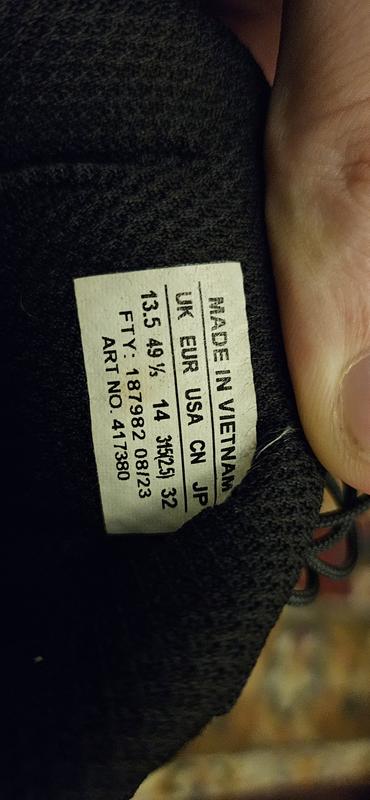 MADE IN VIETNAM
UK EUR USA CN JP
13.5 49 ⅓ 14 315(2.5) 32
FTY: 187982 08/23
ART NO. 417380